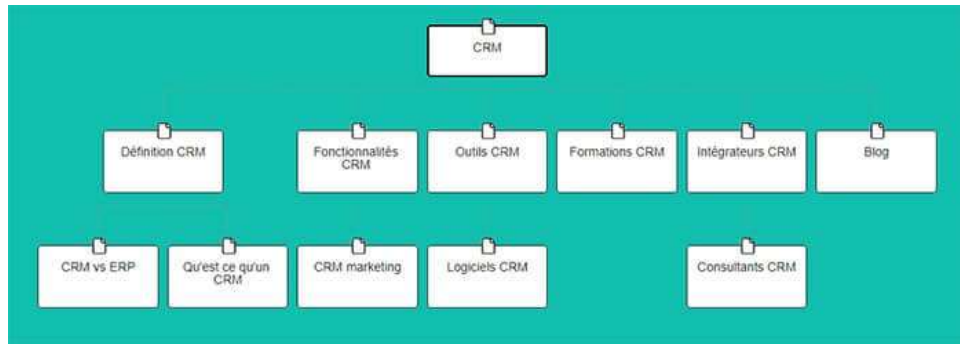 CRM
Définition CRM
Fonctionnalités
CRM
Outils CRM
Formations CRM
Intégrateurs CRM
Blog
CRM vs ERP
Qu'est ce qu'un
CRM
CRM marketing
Logiciels CRM
Consultants CRM